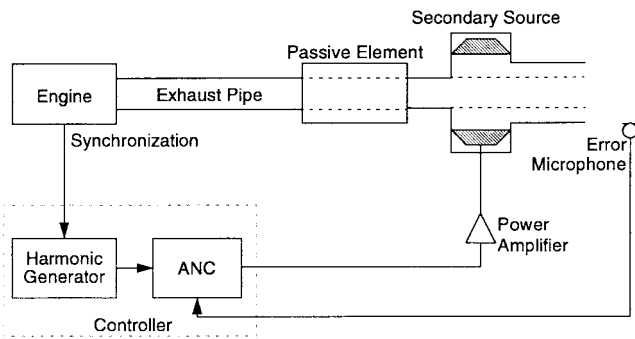 Secondary Source
Passive Element
Engine
Exhaust Pipe
Synchronization
Error
Microphone
Power
Amplifier
Harmonic
Generator
ANC
Controller